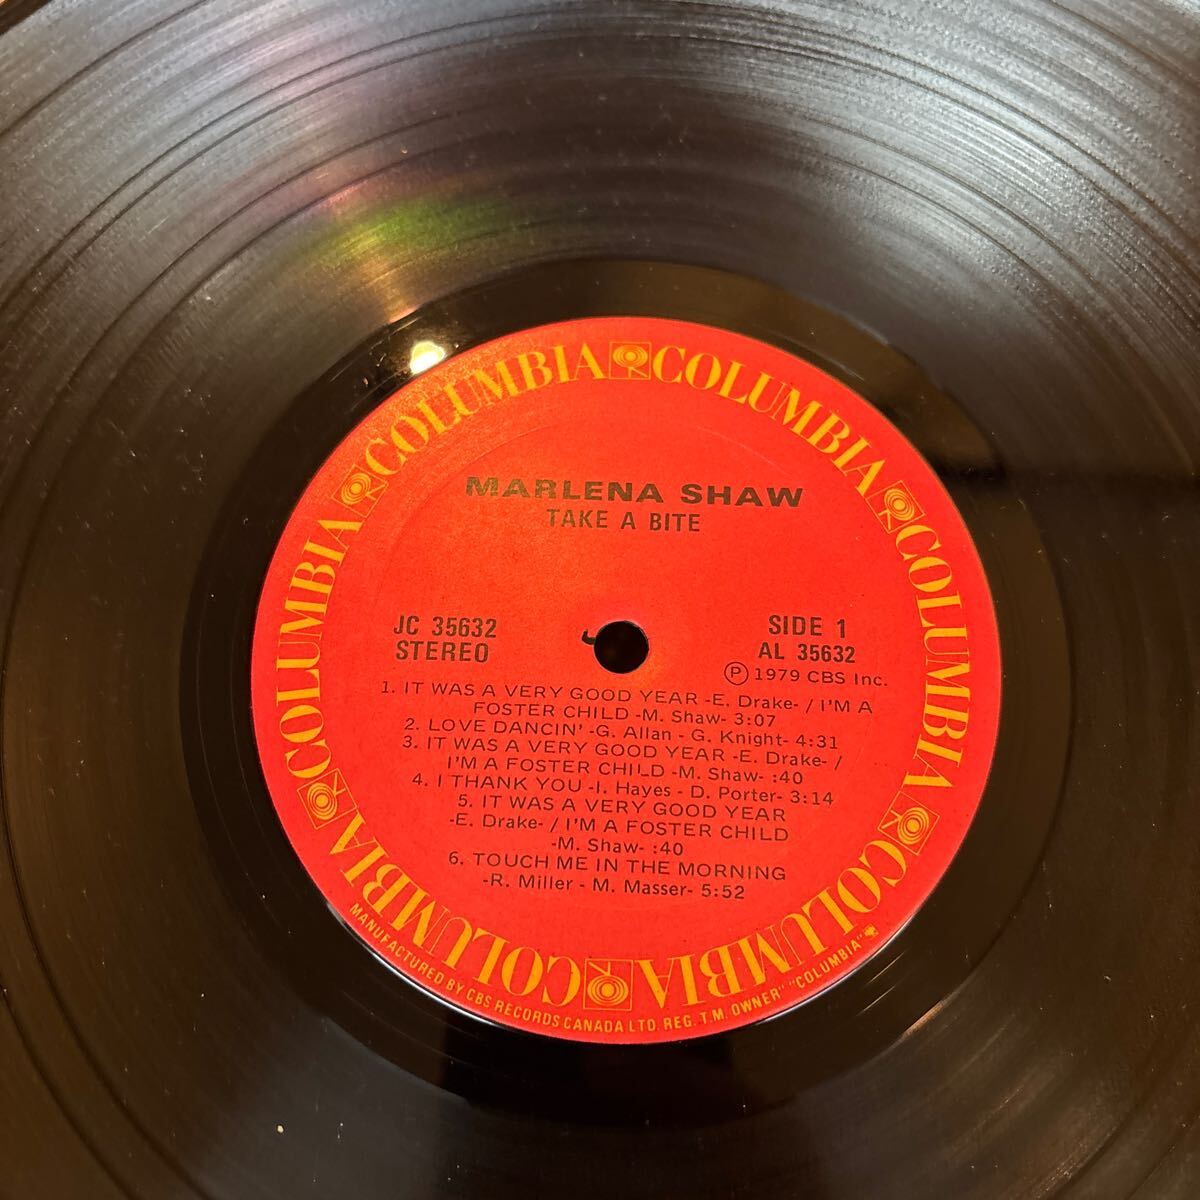 COLUMBIA COLUMBIA COLUMBIA COLUMBIA COLUMBIA COLUMBIA COLUMBIA COLUMBIA
MARLENA SHAW
TAKE A BITE
JC 35632
STEREO
SIDE 1
AL 35632
Ⓟ 1979 CBS Inc.
1. IT WAS A VERY GOOD YEAR -E. Drake- / I'M A
FOSTER CHILD -M. Shaw- 3:07
2. LOVE DANCIN' -G. Allan - G. Knight- 4:31
3. IT WAS A VERY GOOD YEAR -E. Drake- /
I'M A FOSTER CHILD -M. Shaw- :40
4. I THANK YOU -I. Hayes - D. Porter- 3:14
5. IT WAS A VERY GOOD YEAR
-E. Drake- / I'M A FOSTER CHILD
-M. Shaw- :40
6. TOUCH ME IN THE MORNING
-R. Miller - M. Masser- 5:52
MANUFACTURED BY CBS RECORDS CANADA LTD. REG. T.M. OWNER" "COLUMBIA"